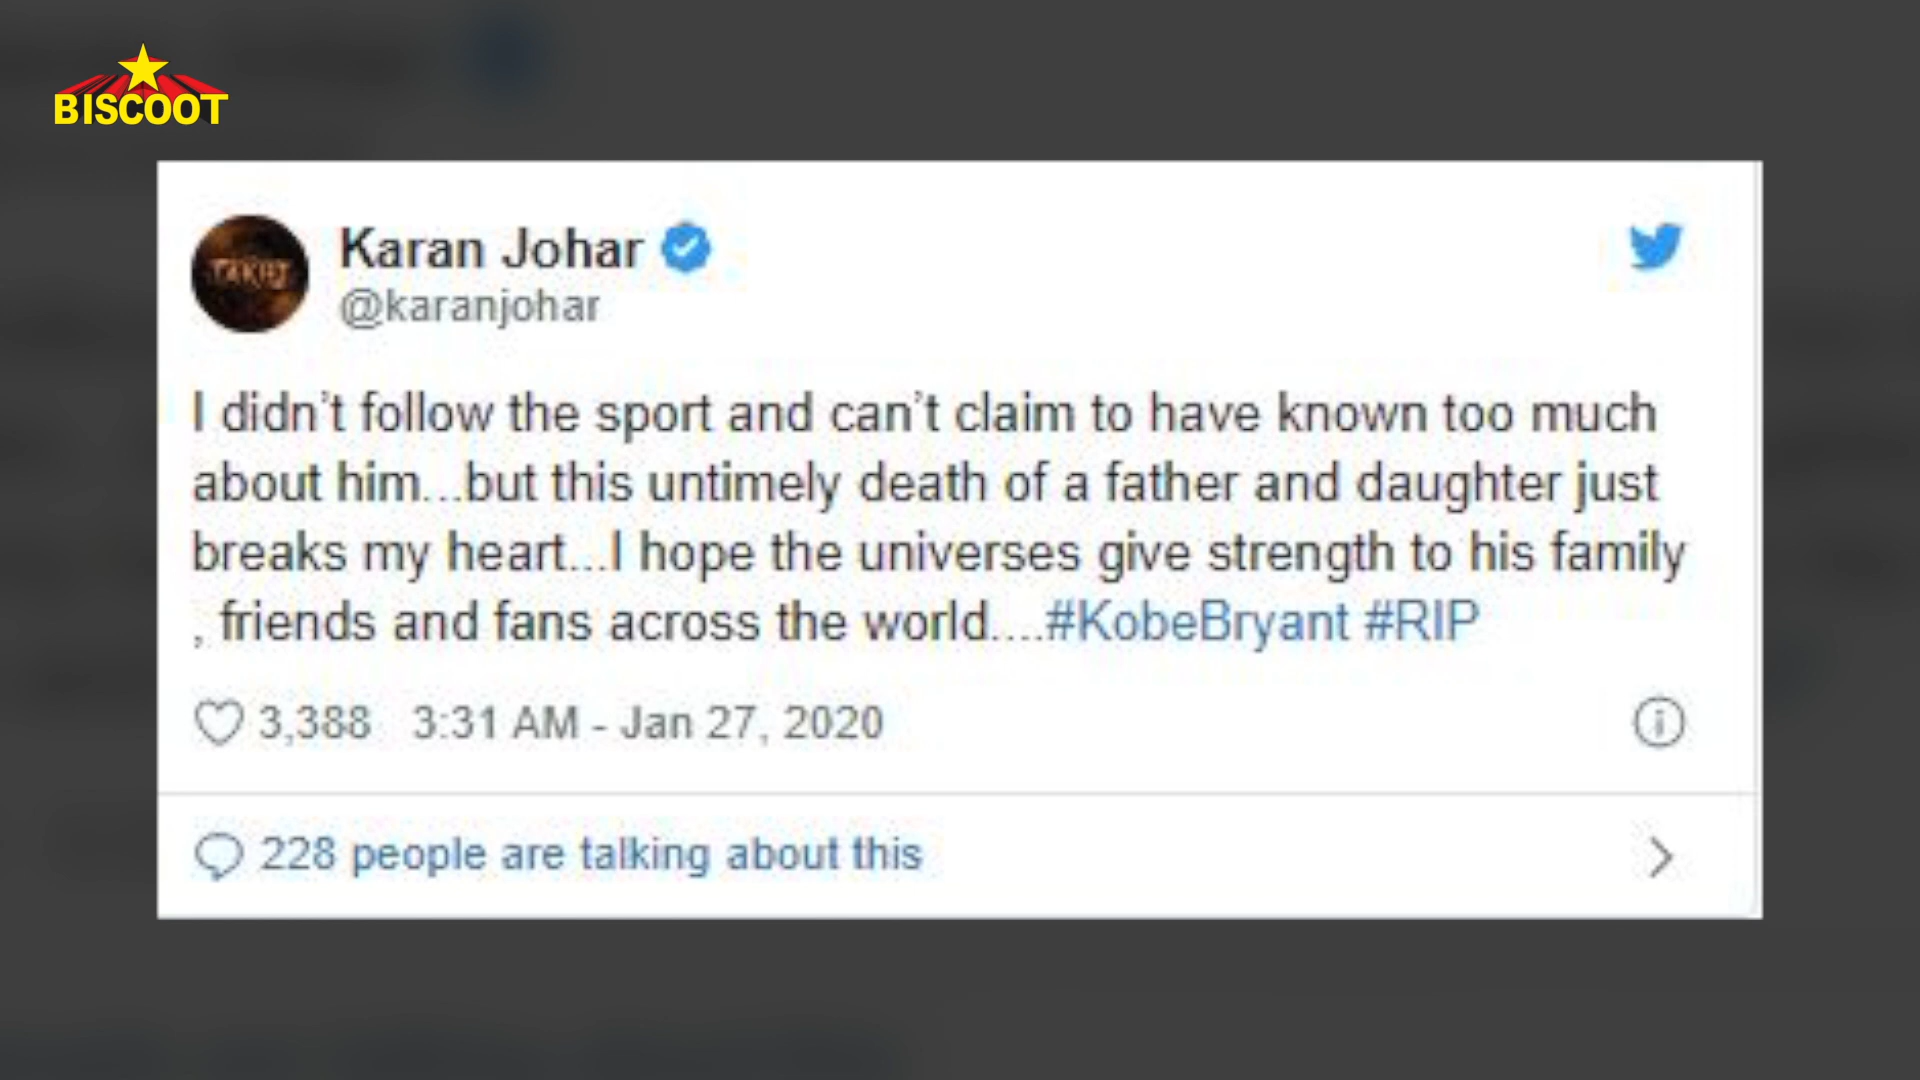 BISCOOT
TAKHT
Karan Johar
@karanjohar
I didn't follow the sport and can't claim to have known too much
about him...but this untimely death of a father and daughter just
breaks my heart...I hope the universes give strength to his family
, friends and fans across the world....#KobeBryant #RIP
3,388 3:31 AM - Jan 27, 2020
228 people are talking about this